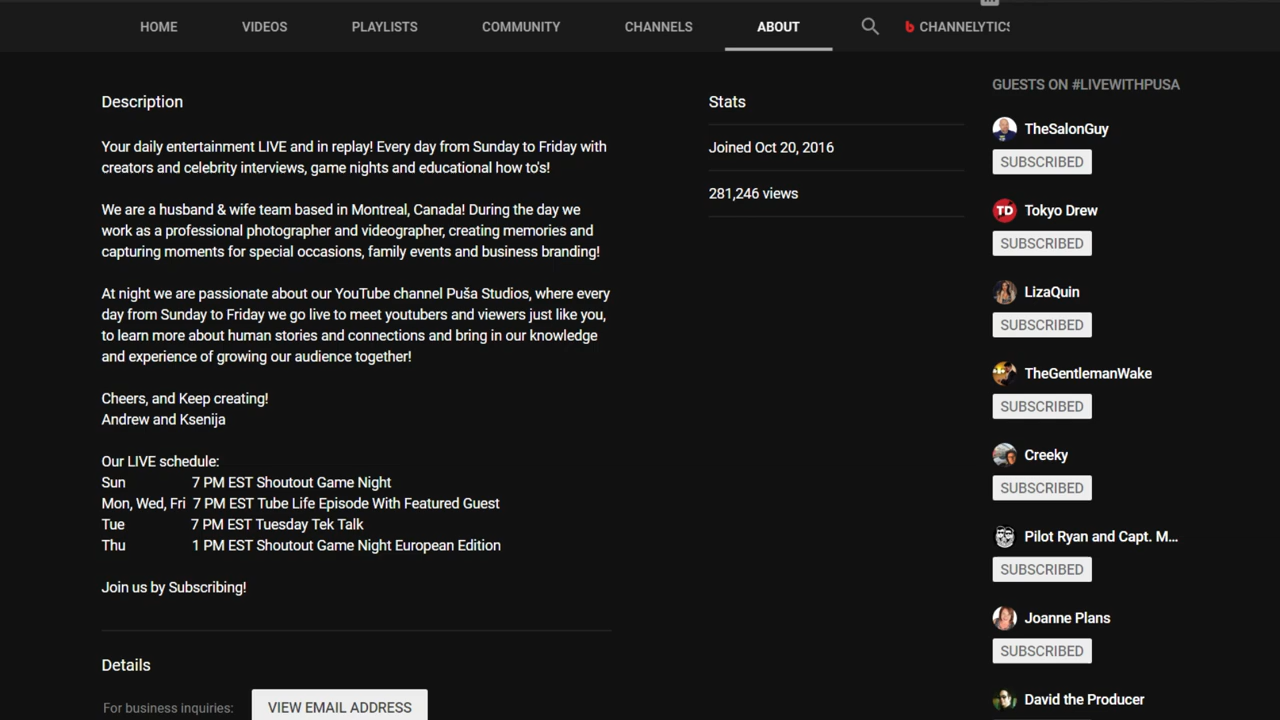 HOME VIDEOS PLAYLISTS COMMUNITY CHANNELS ABOUT CHANNELYTICS
Description
Your daily entertainment LIVE and in replay! Every day from Sunday to Friday with
creators and celebrity interviews, game nights and educational how to's!
We are a husband & wife team based in Montreal, Canada! During the day we
work as a professional photographer and videographer, creating memories and
capturing moments for special occasions, family events and business branding!
At night we are passionate about our YouTube channel Puša Studios, where every
day from Sunday to Friday we go live to meet youtubers and viewers just like you,
to learn more about human stories and connections and bring in our knowledge
and experience of growing our audience together!
Cheers, and Keep creating!
Andrew and Ksenija
Our LIVE schedule:
Sun 7 PM EST Shoutout Game Night
Mon, Wed, Fri 7 PM EST Tube Life Episode With Featured Guest
Tue 7 PM EST Tuesday Tek Talk
Thu 1 PM EST Shoutout Game Night European Edition
Join us by Subscribing!
Details
For business inquiries: VIEW EMAIL ADDRESS
Stats
Joined Oct 20, 2016
281,246 views
GUESTS ON #LIVEWITHPUSA
TheSalonGuy
SUBSCRIBED
TD Tokyo Drew
SUBSCRIBED
LizaQuin
SUBSCRIBED
TheGentlemanWake
SUBSCRIBED
Creeky
SUBSCRIBED
Pilot Ryan and Capt. M...
SUBSCRIBED
Joanne Plans
SUBSCRIBED
David the Producer